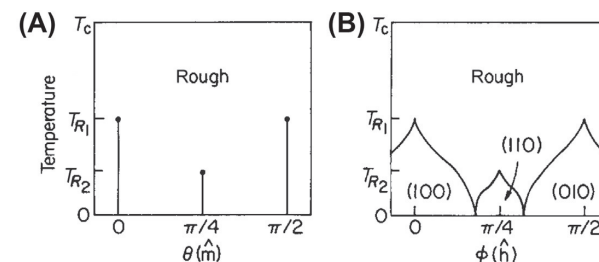 (A)
T_c
Rough
Temperature
T_R1
T_R2
0
0
π/4
π/2
θ(m̂)
(B)
T_c
Rough
T_R1
(110)
T_R2
(100)
(010)
0
0
π/4
π/2
ϕ(ĥ)